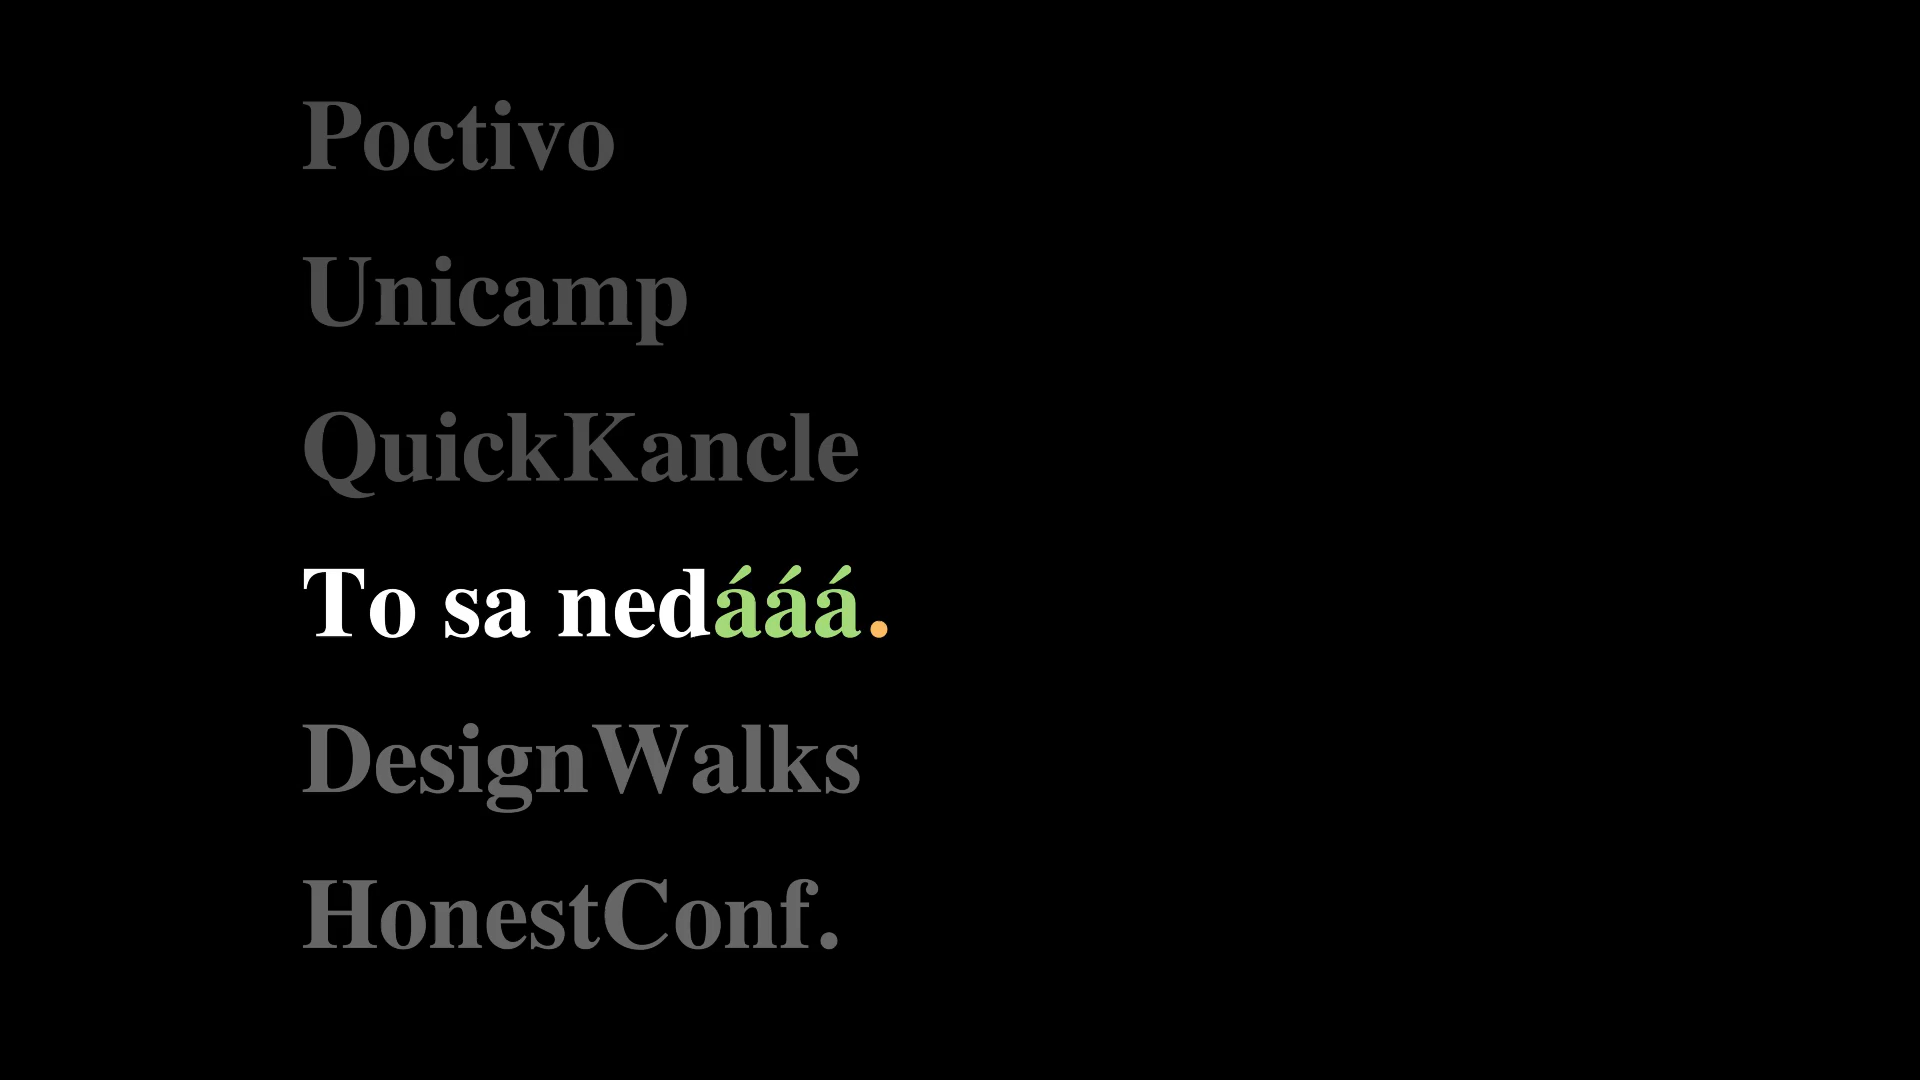 Poctivo
Unicamp
QuickKancle
To sa nedááá.
DesignWalks
HonestConf.